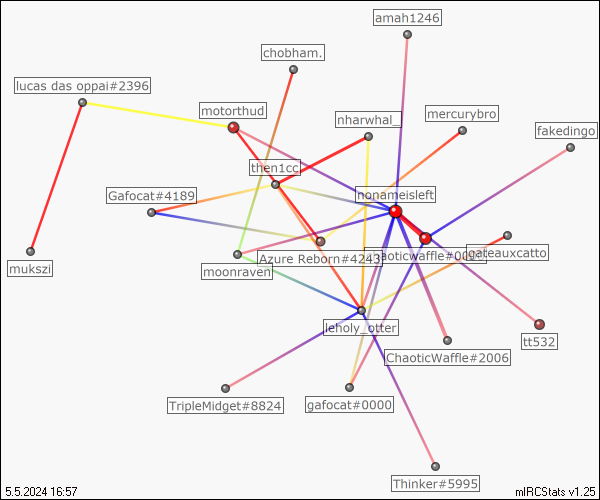 amah1246
chobham.
lucas das oppai#2396
motorthud
nharwhal_
mercurybro
fakedingo
then1cc
Gafocat#4189
nonameisleft
mukszi
moonraven
Azure Reborn#4243
gateauxcatto
leholy_otter
tt532
ChaoticWaffle#2006
TripleMidget#8824
gafocat#0000
Thinker#5995
5.5.2024 16:57
mIRCStats v1.25